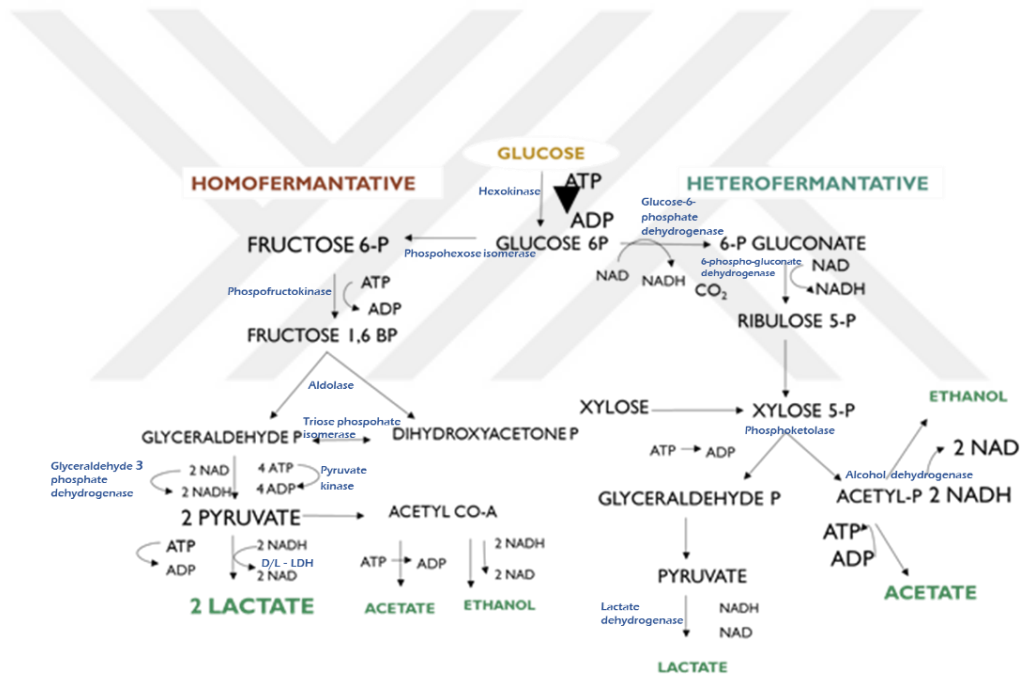 GLUCOSE
HOMOFERMANTATIVE
HETEROFERMANTATIVE
Hexokinase
ATP
ADP
Glucose-6-
phosphate
dehydrogenase
FRUCTOSE 6-P
Phospohexose isomerase
GLUCOSE 6P
6-P GLUCONATE
NAD
NADH
CO2
6-phospho-gluconate
dehydrogenase
NAD
NADH
Phospofructokinase
ATP
ADP
RIBULOSE 5-P
FRUCTOSE 1,6 BP
Aldolase
ETHANOL
XYLOSE
XYLOSE 5-P
Phosphoketolase
GLYCERALDEHYDE P
Triose phospohate
isomerase
DIHYDROXYACETONE P
ATP
ADP
2 NAD
Glyceraldehyde 3
phosphate
dehydrogenase
2 NAD
2 NADH
4 ATP
4 ADP
Pyruvate
kinase
Alcohol dehydrogenase
GLYCERALDEHYDE P
ACETYL-P
2 NADH
2 PYRUVATE
ACETYL CO-A
ATP
ADP
ATP
ADP
2 NADH
D/L - LDH
2 NAD
ATP
ADP
2 NADH
2 NAD
PYRUVATE
ACETATE
2 LACTATE
ACETATE
ETHANOL
Lactate
dehydrogenase
NADH
NAD
LACTATE